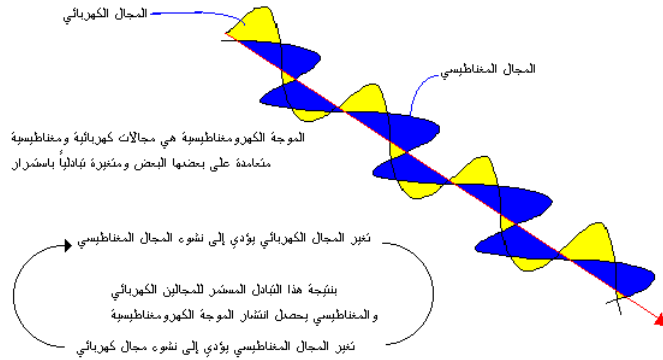 المجال الكهربائي
المجال المغناطيسي
الموجة الكهرومغناطيسية هي مجالات كهربائية ومغناطيسية
متعامدة على بعضها البعض ومتغيرة تبادلياً باستمرار
تغير المجال الكهربائي يؤدي إلى نشوء المجال المغناطيسي
بنتيجة هذا التبادل المستمر للمجالين الكهربائي
والمغناطيسي يحصل انتشار الموجة الكهرومغناطيسية
تغير المجال المغناطيسي يؤدي إلى نشوء مجال كهربائي